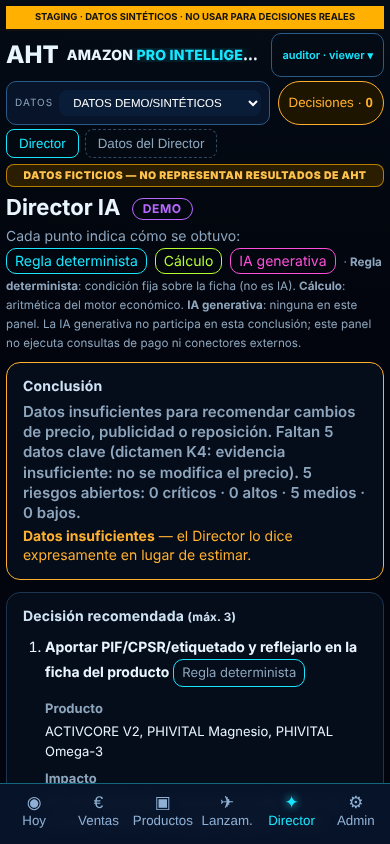 STAGING · DATOS SINTÉTICOS · NO USAR PARA DECISIONES REALES
AHT AMAZON PRO INTELLIGE... auditor · viewer ▾
DATOS DATOS DEMO/SINTÉTICOS Decisiones · 0
Director Datos del Director
DATOS FICTICIOS — NO REPRESENTAN RESULTADOS DE AHT
Director IA DEMO
Cada punto indica cómo se obtuvo:
Regla determinista Cálculo IA generativa · Regla
determinista: condición fija sobre la ficha (no es IA). Cálculo:
aritmética del motor económico. IA generativa: ninguna en este
panel. La IA generativa no participa en esta conclusión; este panel
no ejecuta consultas de pago ni conectores externos.
Conclusión
Datos insuficientes para recomendar cambios
de precio, publicidad o reposición. Faltan 5
datos clave (dictamen K4: evidencia
insuficiente: no se modifica el precio). 5
riesgos abiertos: 0 críticos · 0 altos · 5 medios ·
0 bajos.
Datos insuficientes — el Director lo dice
expresamente en lugar de estimar.
Decisión recomendada (máx. 3)
1. Aportar PIF/CPSR/etiquetado y reflejarlo en la
ficha del producto Regla determinista
Producto
ACTIVCORE V2, PHIVITAL Magnesio, PHIVITAL
Omega-3
Impacto
Hoy Ventas Productos Lanzam. Director Admin